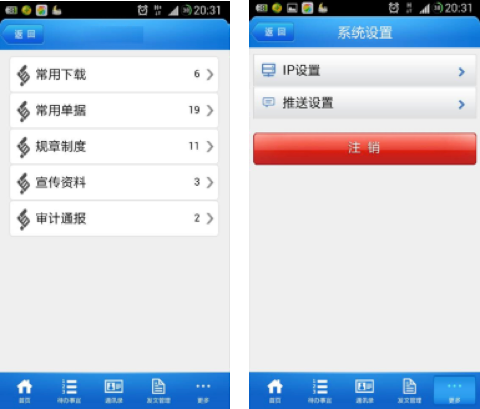 20:31
返回
常用下载 6
常用单据 19
规章制度 11
宣传资料 3
审计通报 2
首页 待办事宜 通讯录 发文管理 更多
20:31
返回 系统设置
IP设置
推送设置
注销
首页 待办事宜 通讯录 发文管理 更多